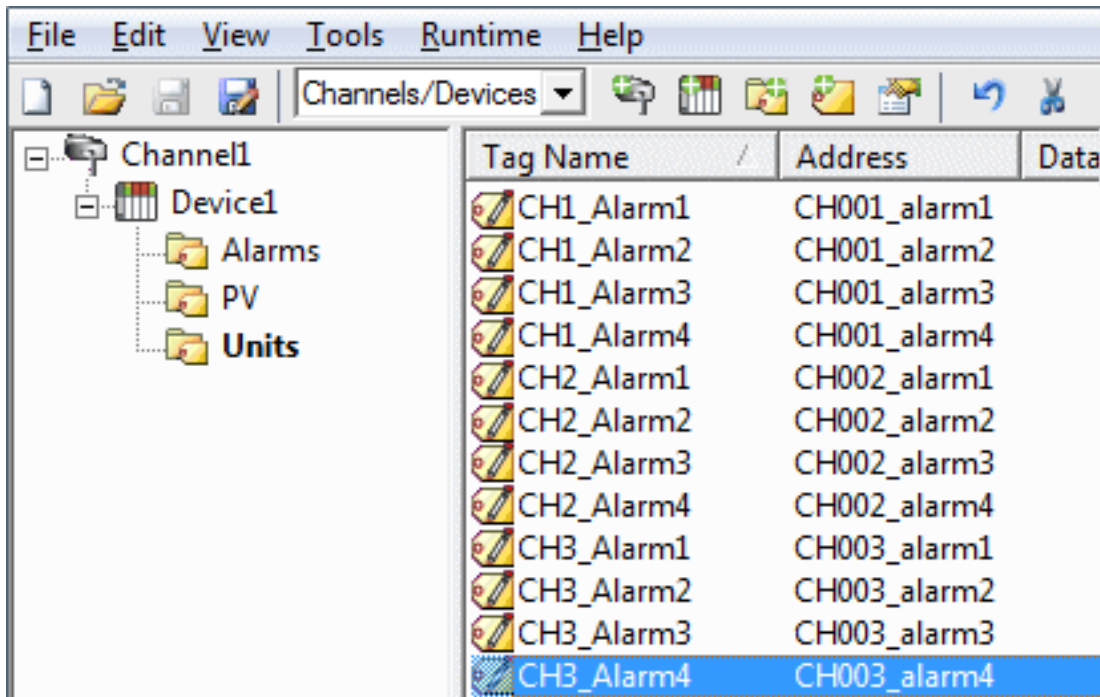 File Edit View Tools Runtime Help
Channels/Devices
Channel1
Device1
Alarms
PV
Units
Tag Name Address Data
CH1_Alarm1 CH001_alarm1
CH1_Alarm2 CH001_alarm2
CH1_Alarm3 CH001_alarm3
CH1_Alarm4 CH001_alarm4
CH2_Alarm1 CH002_alarm1
CH2_Alarm2 CH002_alarm2
CH2_Alarm3 CH002_alarm3
CH2_Alarm4 CH002_alarm4
CH3_Alarm1 CH003_alarm1
CH3_Alarm2 CH003_alarm2
CH3_Alarm3 CH003_alarm3
CH3_Alarm4 CH003_alarm4